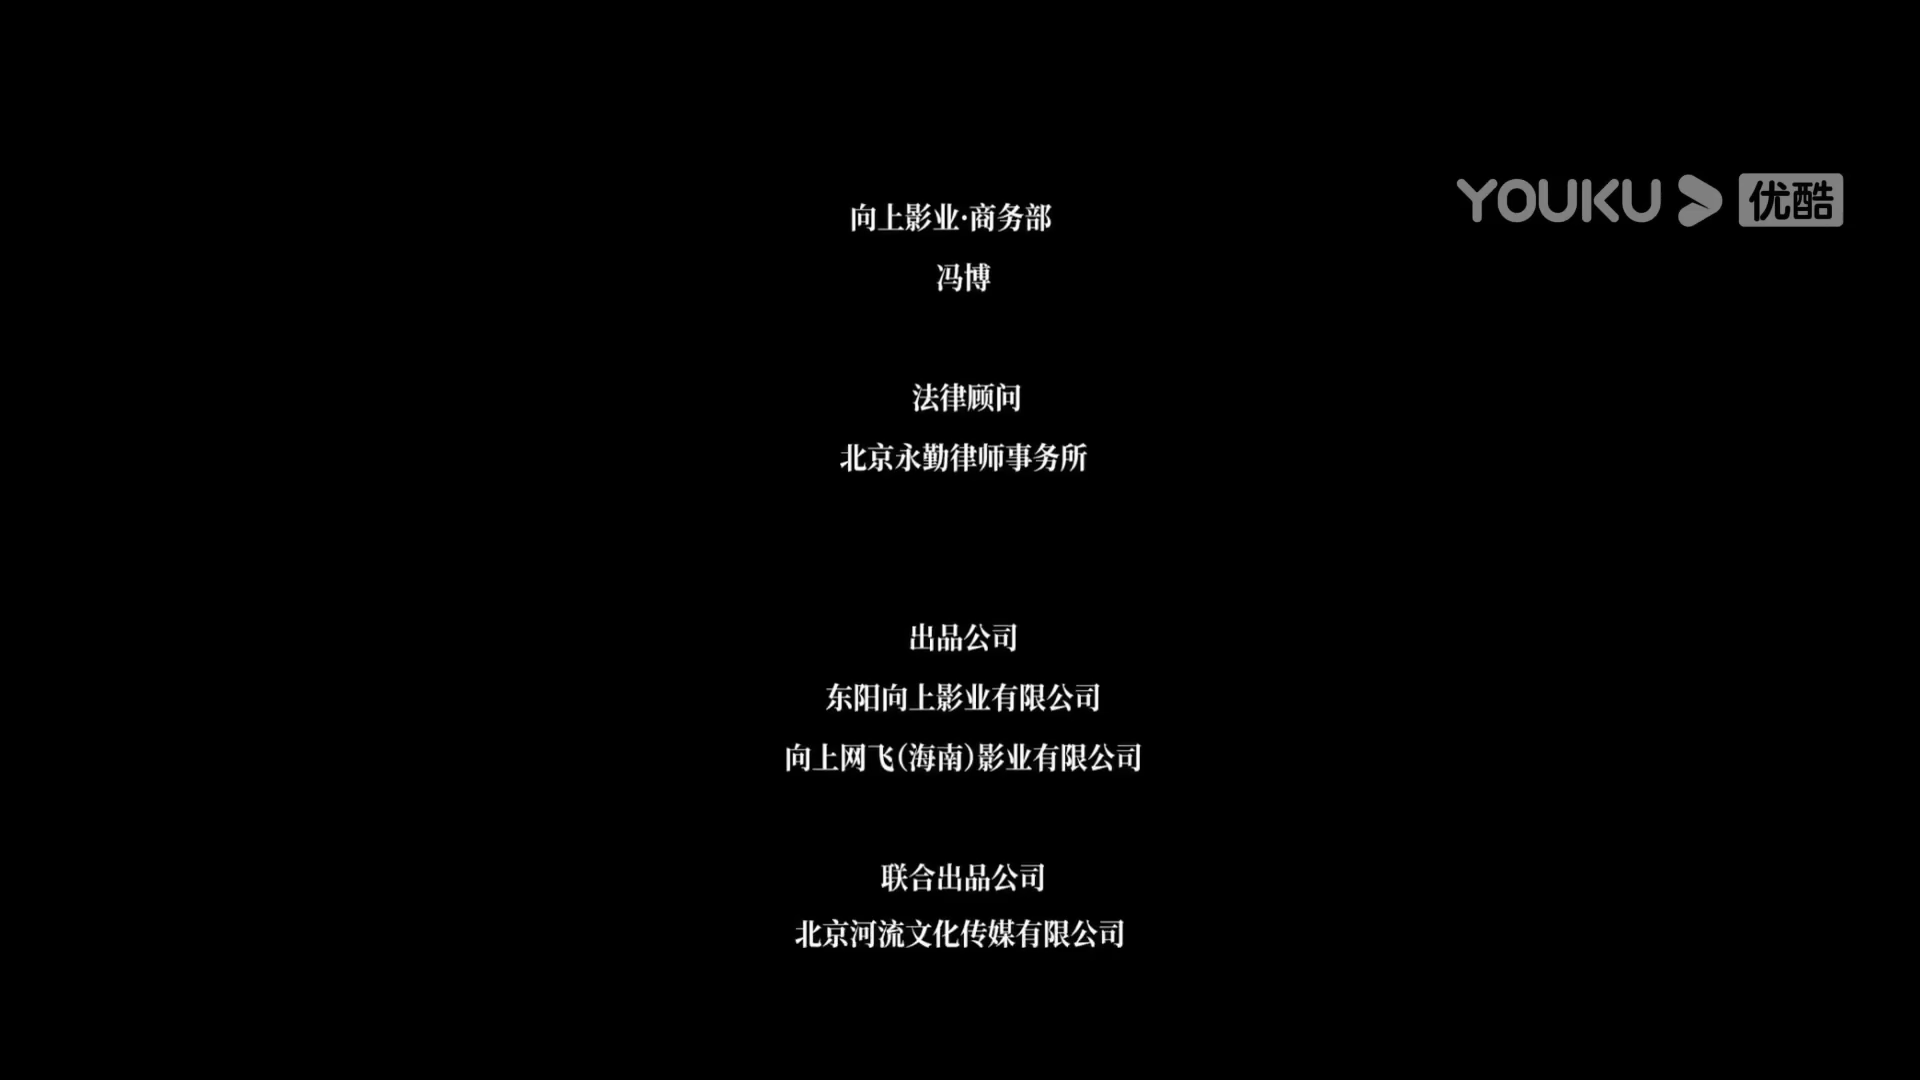 YOUKU 优酷
向上影业·商务部
冯博
法律顾问
北京永勤律师事务所
出品公司
东阳向上影业有限公司
向上网飞(海南)影业有限公司
联合出品公司
北京河流文化传媒有限公司